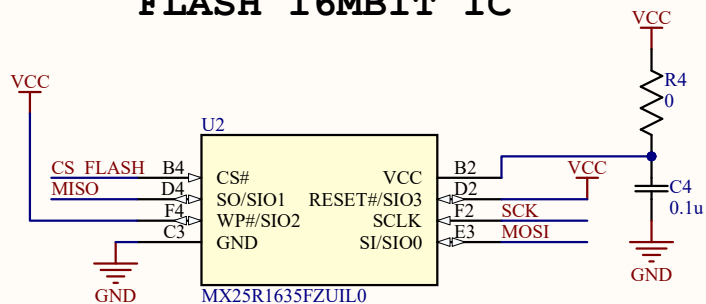 FLASH 16MBIT IC
VCC
R4
0
VCC
U2
CS_FLASH B4 CS# VCC B2
MISO D4 SO/SIO1 RESET#/SIO3 D2 VCC
F4 WP#/SIO2 SCLK F2 SCK
C3 GND SI/SIO0 E3 MOSI
C4
0.1u
GND
GND
MX25R1635FZUIL0